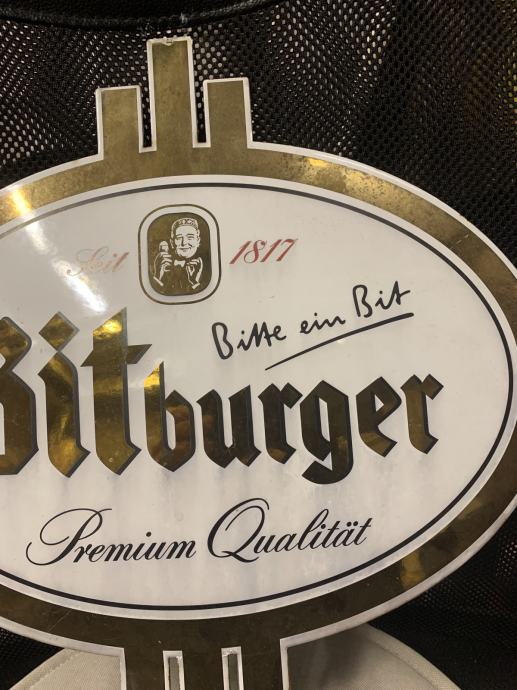 Seit 1817
Bitte ein Bit
Bitburger
Premium Qualität